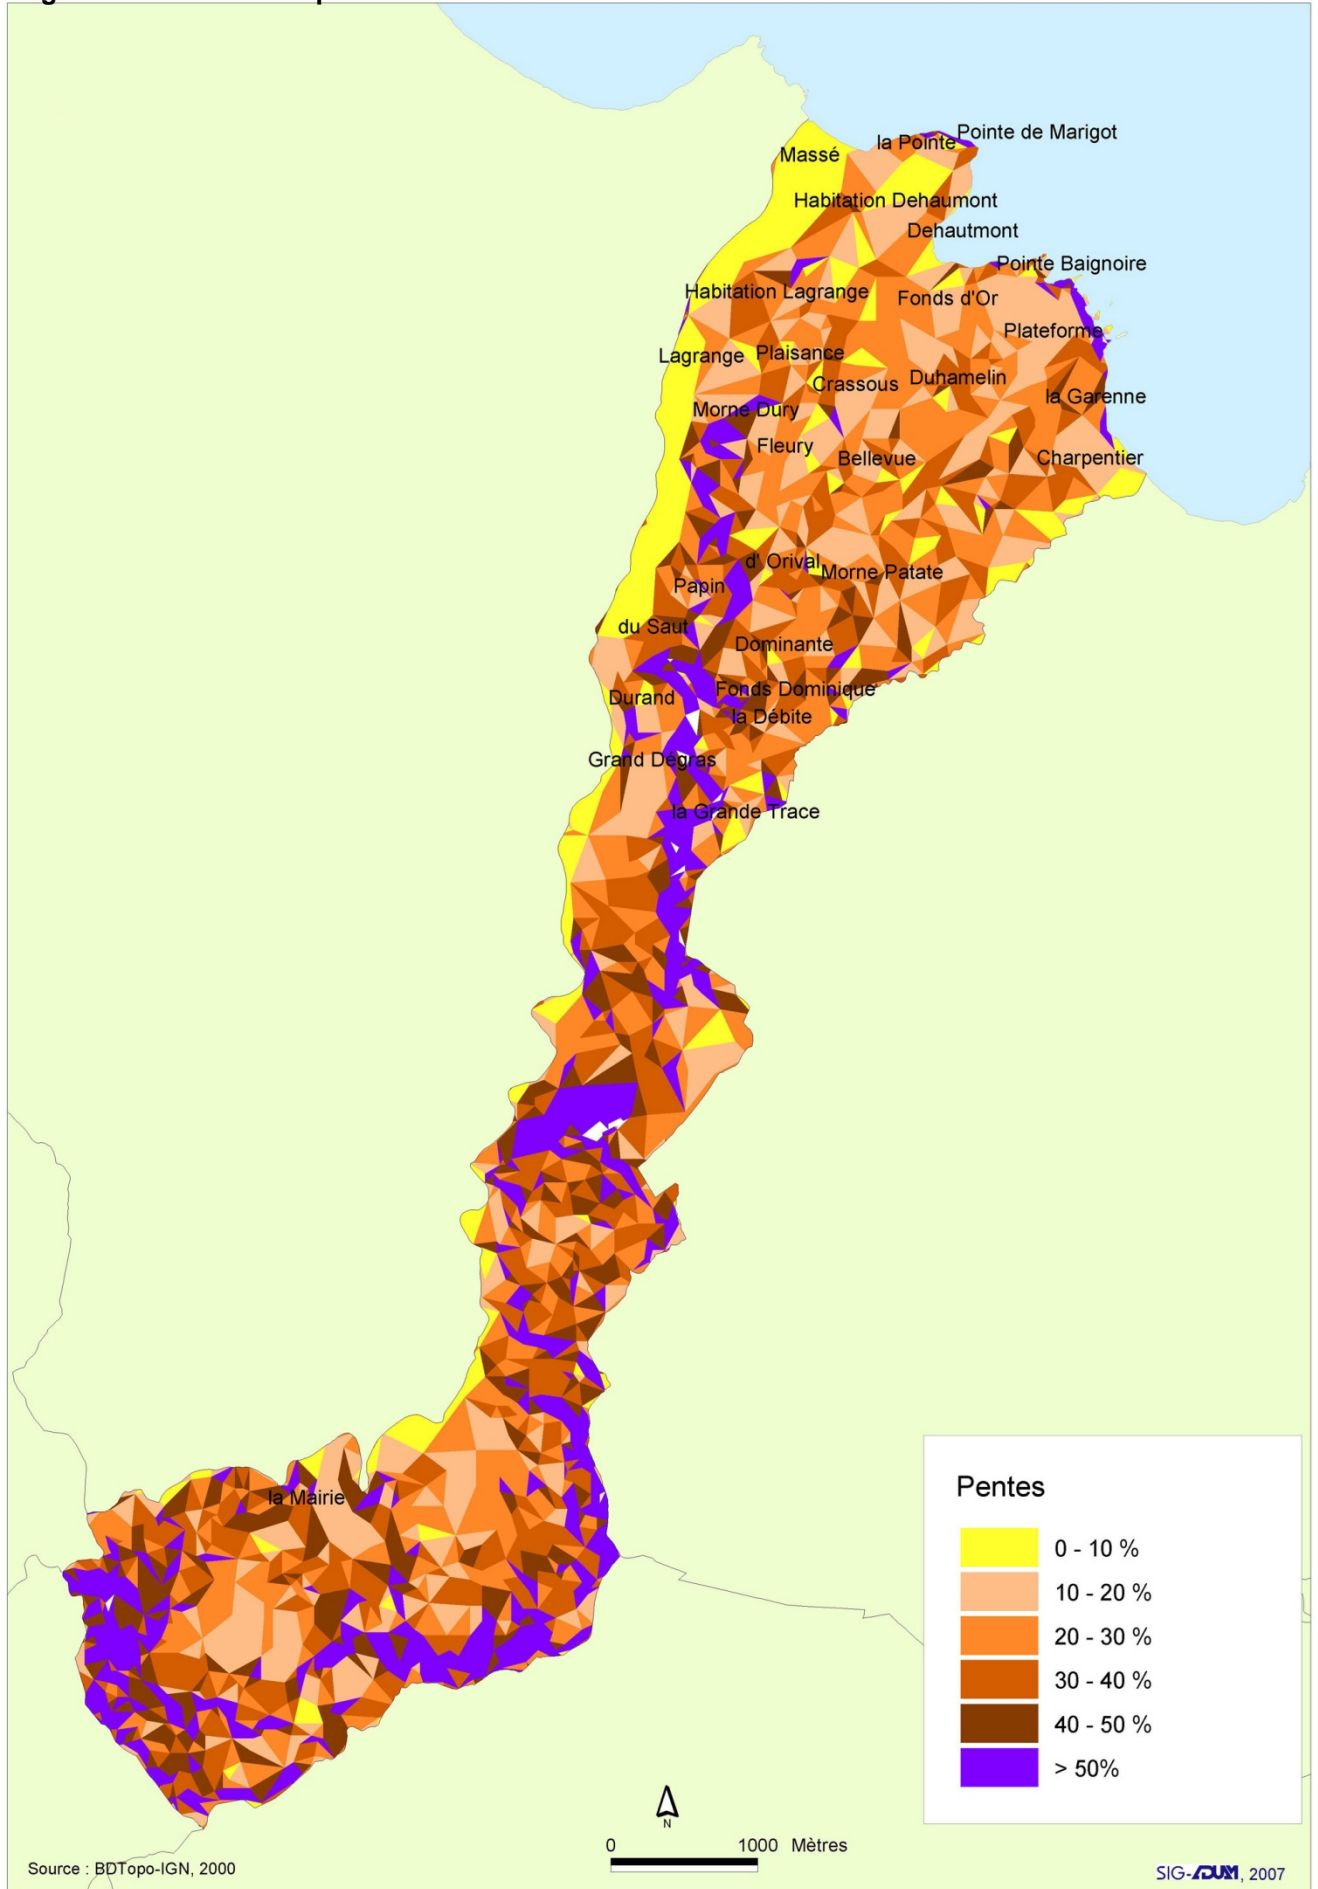 Pointe de Marigot
la Pointe
Massé
Habitation Dehaumont
Dehautmont
Pointe Baignoire
Habitation Lagrange
Fonds d'Or
Plateforme
Lagrange
Plaisance
Crassous
Duhamelin
la Garenne
Morne Dury
Fleury
Bellevue
Charpentier
d' Orival
Morne Patate
Papin
du Saut
Dominante
Durand
Fonds Dominique
la Débite
Grand Dégras
la Grande Trace
la Mairie
Pentes
0 - 10 %
10 - 20 %
20 - 30 %
30 - 40 %
40 - 50 %
> 50%
N
0 1000 Mètres
Source : BDTopo-IGN, 2000
SIG-ADUAM, 2007